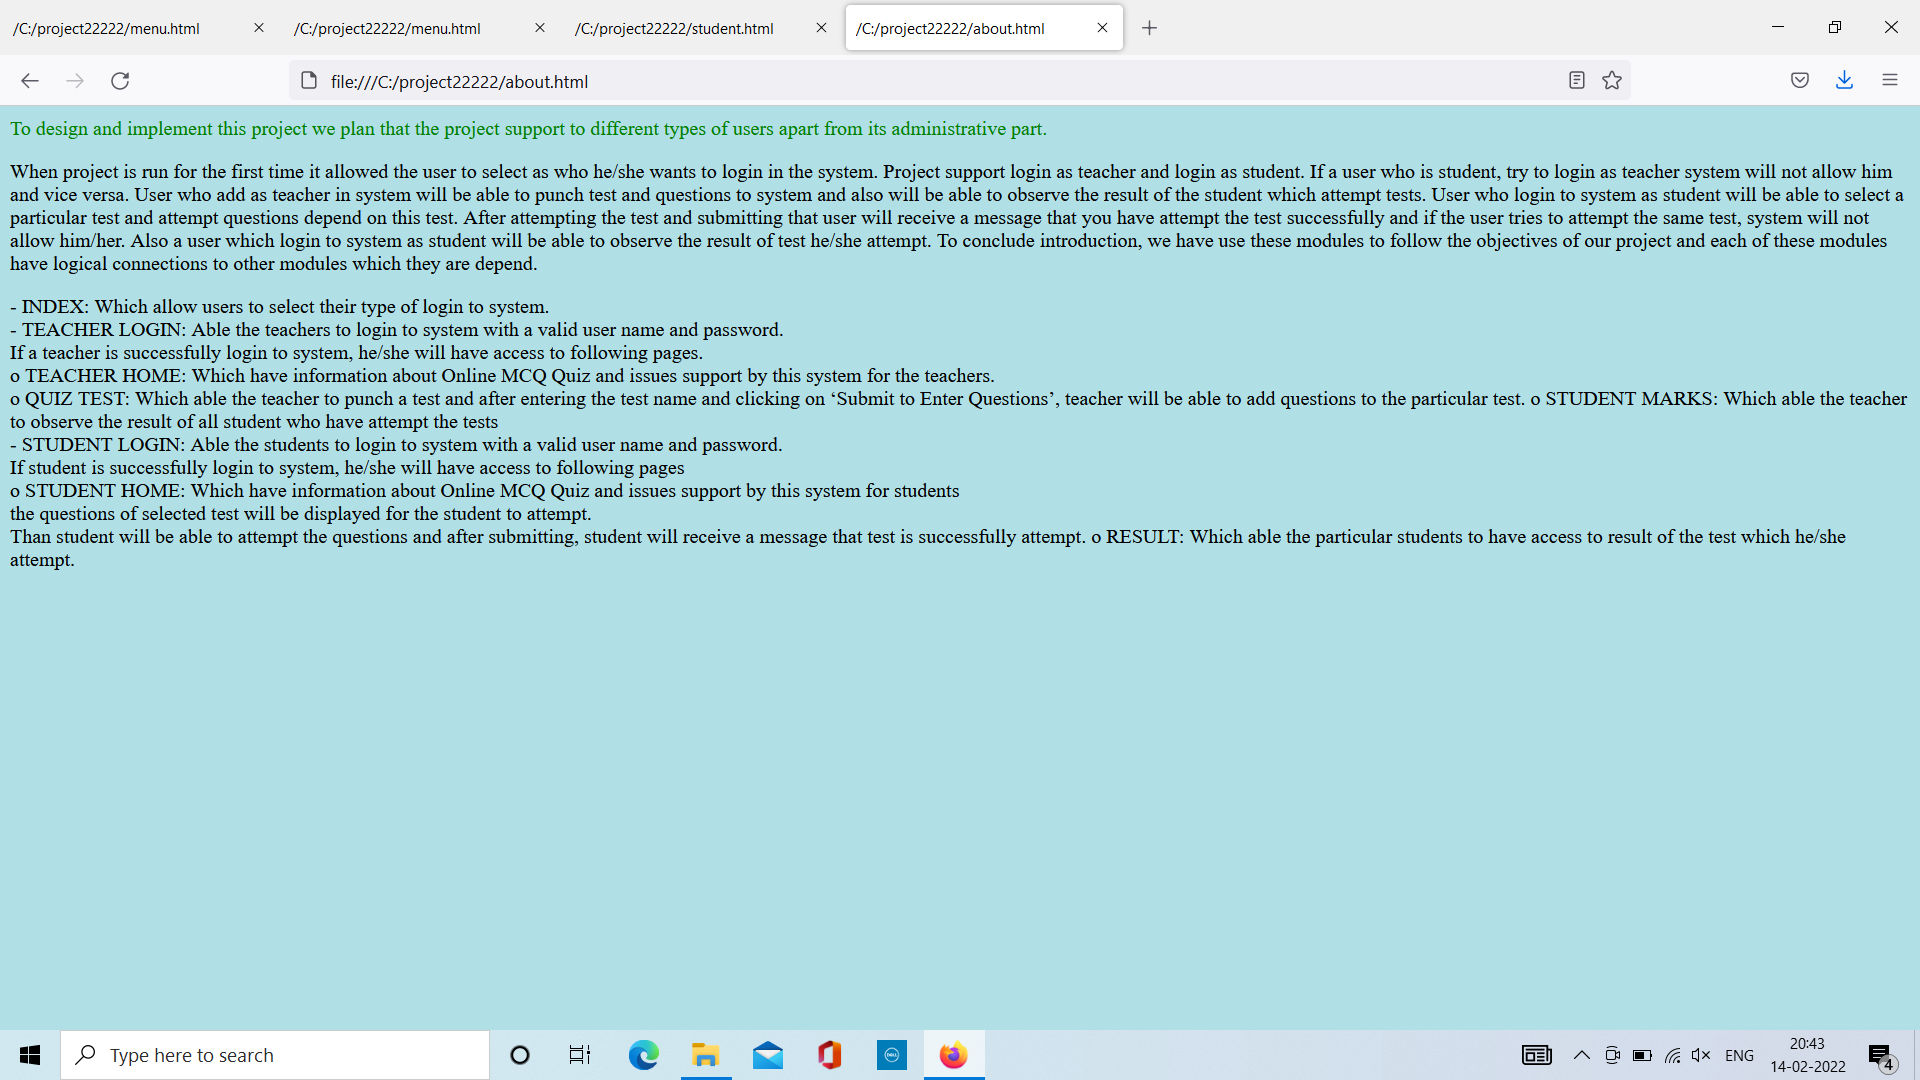 /C:/project22222/menu.html
/C:/project22222/menu.html
/C:/project22222/student.html
/C:/project22222/about.html
file:///C:/project22222/about.html
To design and implement this project we plan that the project support to different types of users apart from its administrative part.
When project is run for the first time it allowed the user to select as who he/she wants to login in the system. Project support login as teacher and login as student. If a user who is student, try to login as teacher system will not allow him
and vice versa. User who add as teacher in system will be able to punch test and questions to system and also will be able to observe the result of the student which attempt tests. User who login to system as student will be able to select a
particular test and attempt questions depend on this test. After attempting the test and submitting that user will receive a message that you have attempt the test successfully and if the user tries to attempt the same test, system will not
allow him/her. Also a user which login to system as student will be able to observe the result of test he/she attempt. To conclude introduction, we have use these modules to follow the objectives of our project and each of these modules
have logical connections to other modules which they are depend.
- INDEX: Which allow users to select their type of login to system.
- TEACHER LOGIN: Able the teachers to login to system with a valid user name and password.
If a teacher is successfully login to system, he/she will have access to following pages.
o TEACHER HOME: Which have information about Online MCQ Quiz and issues support by this system for the teachers.
o QUIZ TEST: Which able the teacher to punch a test and after entering the test name and clicking on ‘Submit to Enter Questions’, teacher will be able to add questions to the particular test. o STUDENT MARKS: Which able the teacher
to observe the result of all student who have attempt the tests
- STUDENT LOGIN: Able the students to login to system with a valid user name and password.
If student is successfully login to system, he/she will have access to following pages
o STUDENT HOME: Which have information about Online MCQ Quiz and issues support by this system for students
the questions of selected test will be displayed for the student to attempt.
Than student will be able to attempt the questions and after submitting, student will receive a message that test is successfully attempt. o RESULT: Which able the particular students to have access to result of the test which he/she
attempt.
Type here to search
DELL
ENG
20:43
14-02-2022
4